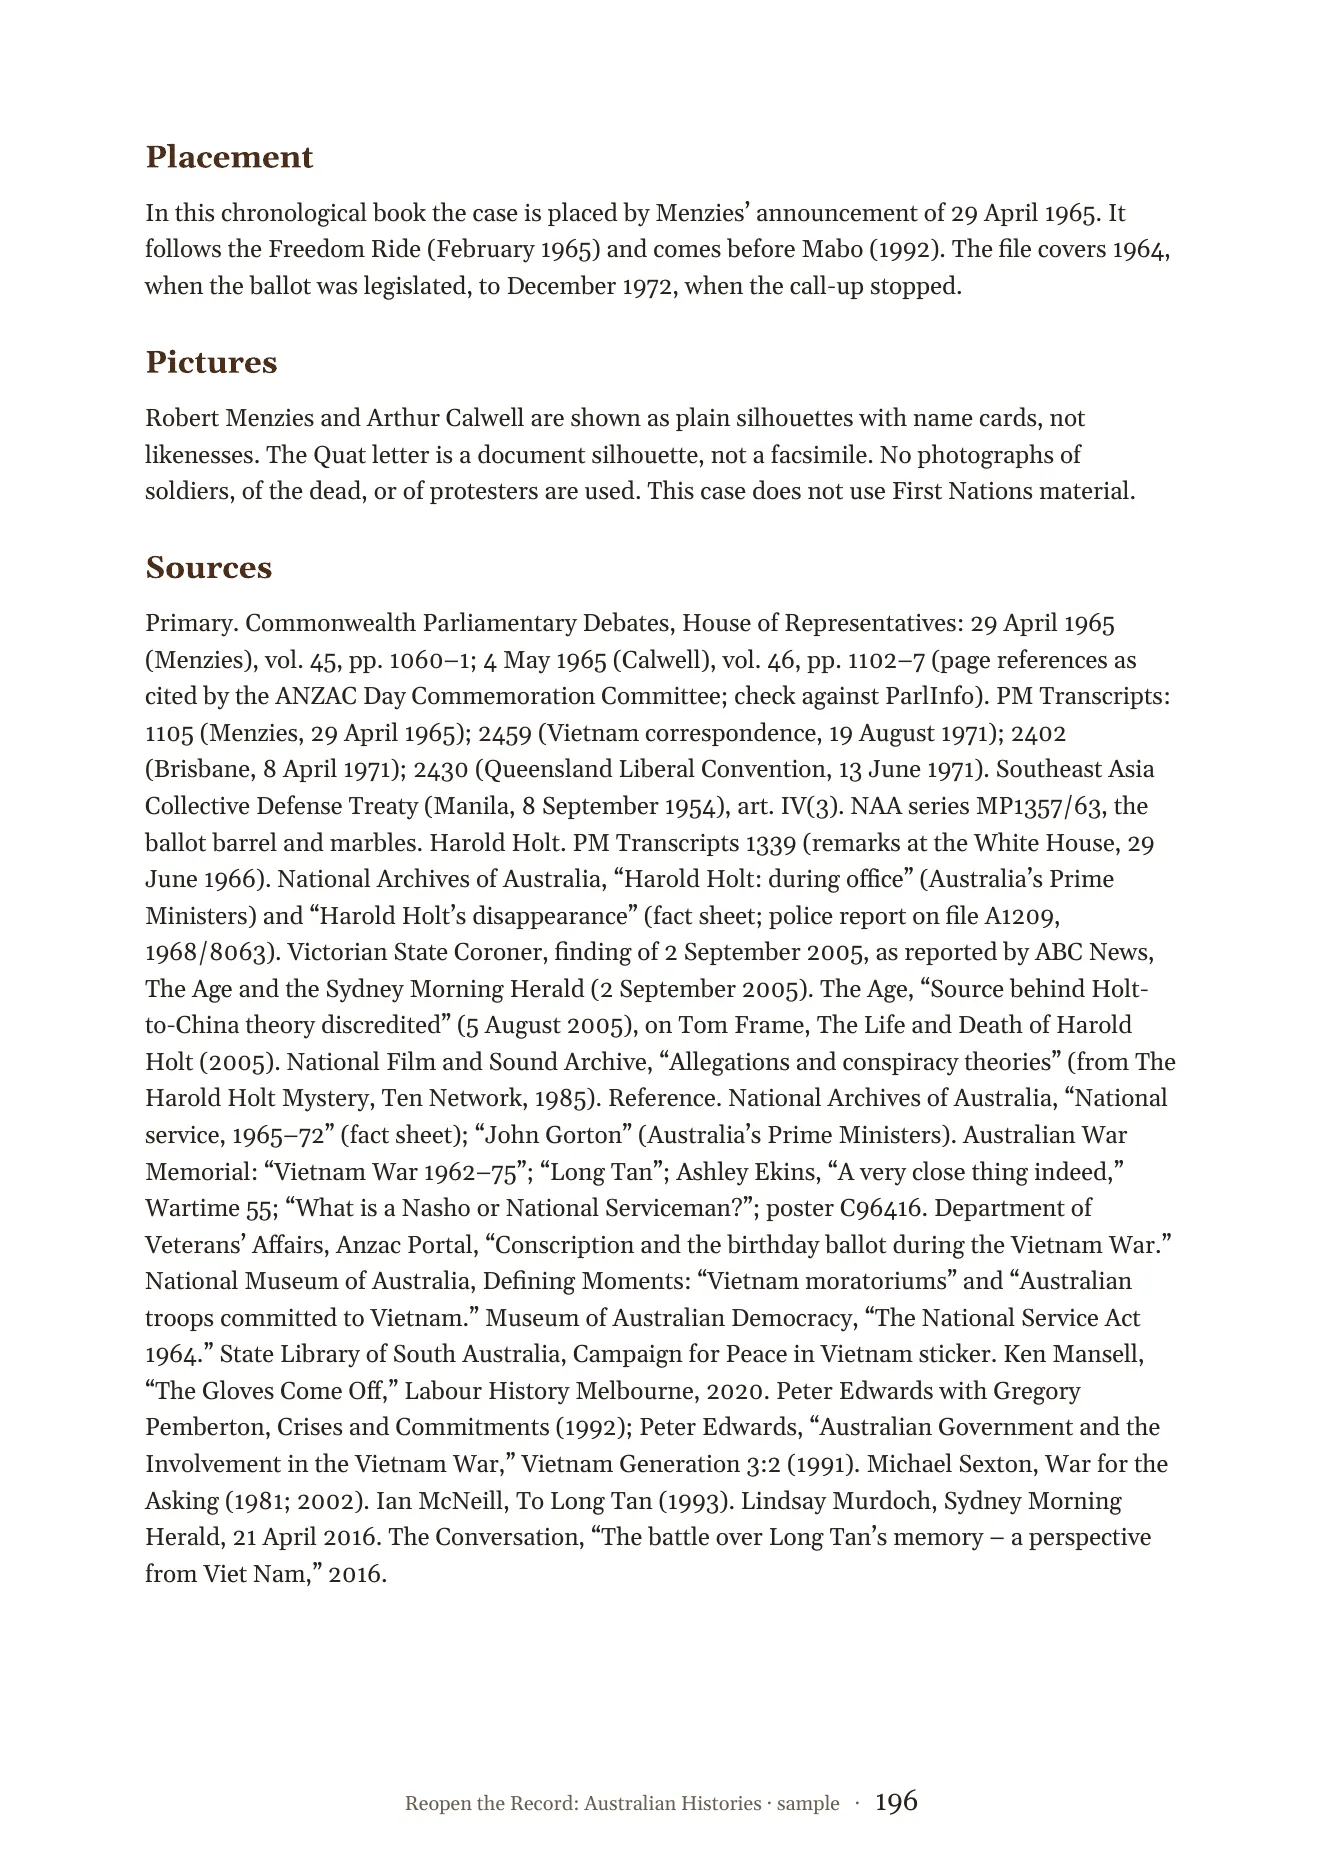 Placement
In this chronological book the case is placed by Menzies’ announcement of 29 April 1965. It
follows the Freedom Ride (February 1965) and comes before Mabo (1992). The file covers 1964,
when the ballot was legislated, to December 1972, when the call-up stopped.
Pictures
Robert Menzies and Arthur Calwell are shown as plain silhouettes with name cards, not
likenesses. The Quat letter is a document silhouette, not a facsimile. No photographs of
soldiers, of the dead, or of protesters are used. This case does not use First Nations material.
Sources
Primary. Commonwealth Parliamentary Debates, House of Representatives: 29 April 1965
(Menzies), vol. 45, pp. 1060–1; 4 May 1965 (Calwell), vol. 46, pp. 1102–7 (page references as
cited by the ANZAC Day Commemoration Committee; check against ParlInfo). PM Transcripts:
1105 (Menzies, 29 April 1965); 2459 (Vietnam correspondence, 19 August 1971); 2402
(Brisbane, 8 April 1971); 2430 (Queensland Liberal Convention, 13 June 1971). Southeast Asia
Collective Defense Treaty (Manila, 8 September 1954), art. IV(3). NAA series MP1357/63, the
ballot barrel and marbles. Harold Holt. PM Transcripts 1339 (remarks at the White House, 29
June 1966). National Archives of Australia, “Harold Holt: during office” (Australia’s Prime
Ministers) and “Harold Holt’s disappearance” (fact sheet; police report on file A1209,
1968/8063). Victorian State Coroner, finding of 2 September 2005, as reported by ABC News,
The Age and the Sydney Morning Herald (2 September 2005). The Age, “Source behind Holt-
to-China theory discredited” (5 August 2005), on Tom Frame, The Life and Death of Harold
Holt (2005). National Film and Sound Archive, “Allegations and conspiracy theories” (from The
Harold Holt Mystery, Ten Network, 1985). Reference. National Archives of Australia, “National
service, 1965–72” (fact sheet); “John Gorton” (Australia’s Prime Ministers). Australian War
Memorial: “Vietnam War 1962–75”; “Long Tan”; Ashley Ekins, “A very close thing indeed,”
Wartime 55; “What is a Nasho or National Serviceman?”; poster C96416. Department of
Veterans’ Affairs, Anzac Portal, “Conscription and the birthday ballot during the Vietnam War.”
National Museum of Australia, Defining Moments: “Vietnam moratoriums” and “Australian
troops committed to Vietnam.” Museum of Australian Democracy, “The National Service Act
1964.” State Library of South Australia, Campaign for Peace in Vietnam sticker. Ken Mansell,
“The Gloves Come Off,” Labour History Melbourne, 2020. Peter Edwards with Gregory
Pemberton, Crises and Commitments (1992); Peter Edwards, “Australian Government and the
Involvement in the Vietnam War,” Vietnam Generation 3:2 (1991). Michael Sexton, War for the
Asking (1981; 2002). Ian McNeill, To Long Tan (1993). Lindsay Murdoch, Sydney Morning
Herald, 21 April 2016. The Conversation, “The battle over Long Tan’s memory – a perspective
from Viet Nam,” 2016.
Reopen the Record: Australian Histories · sample · 196